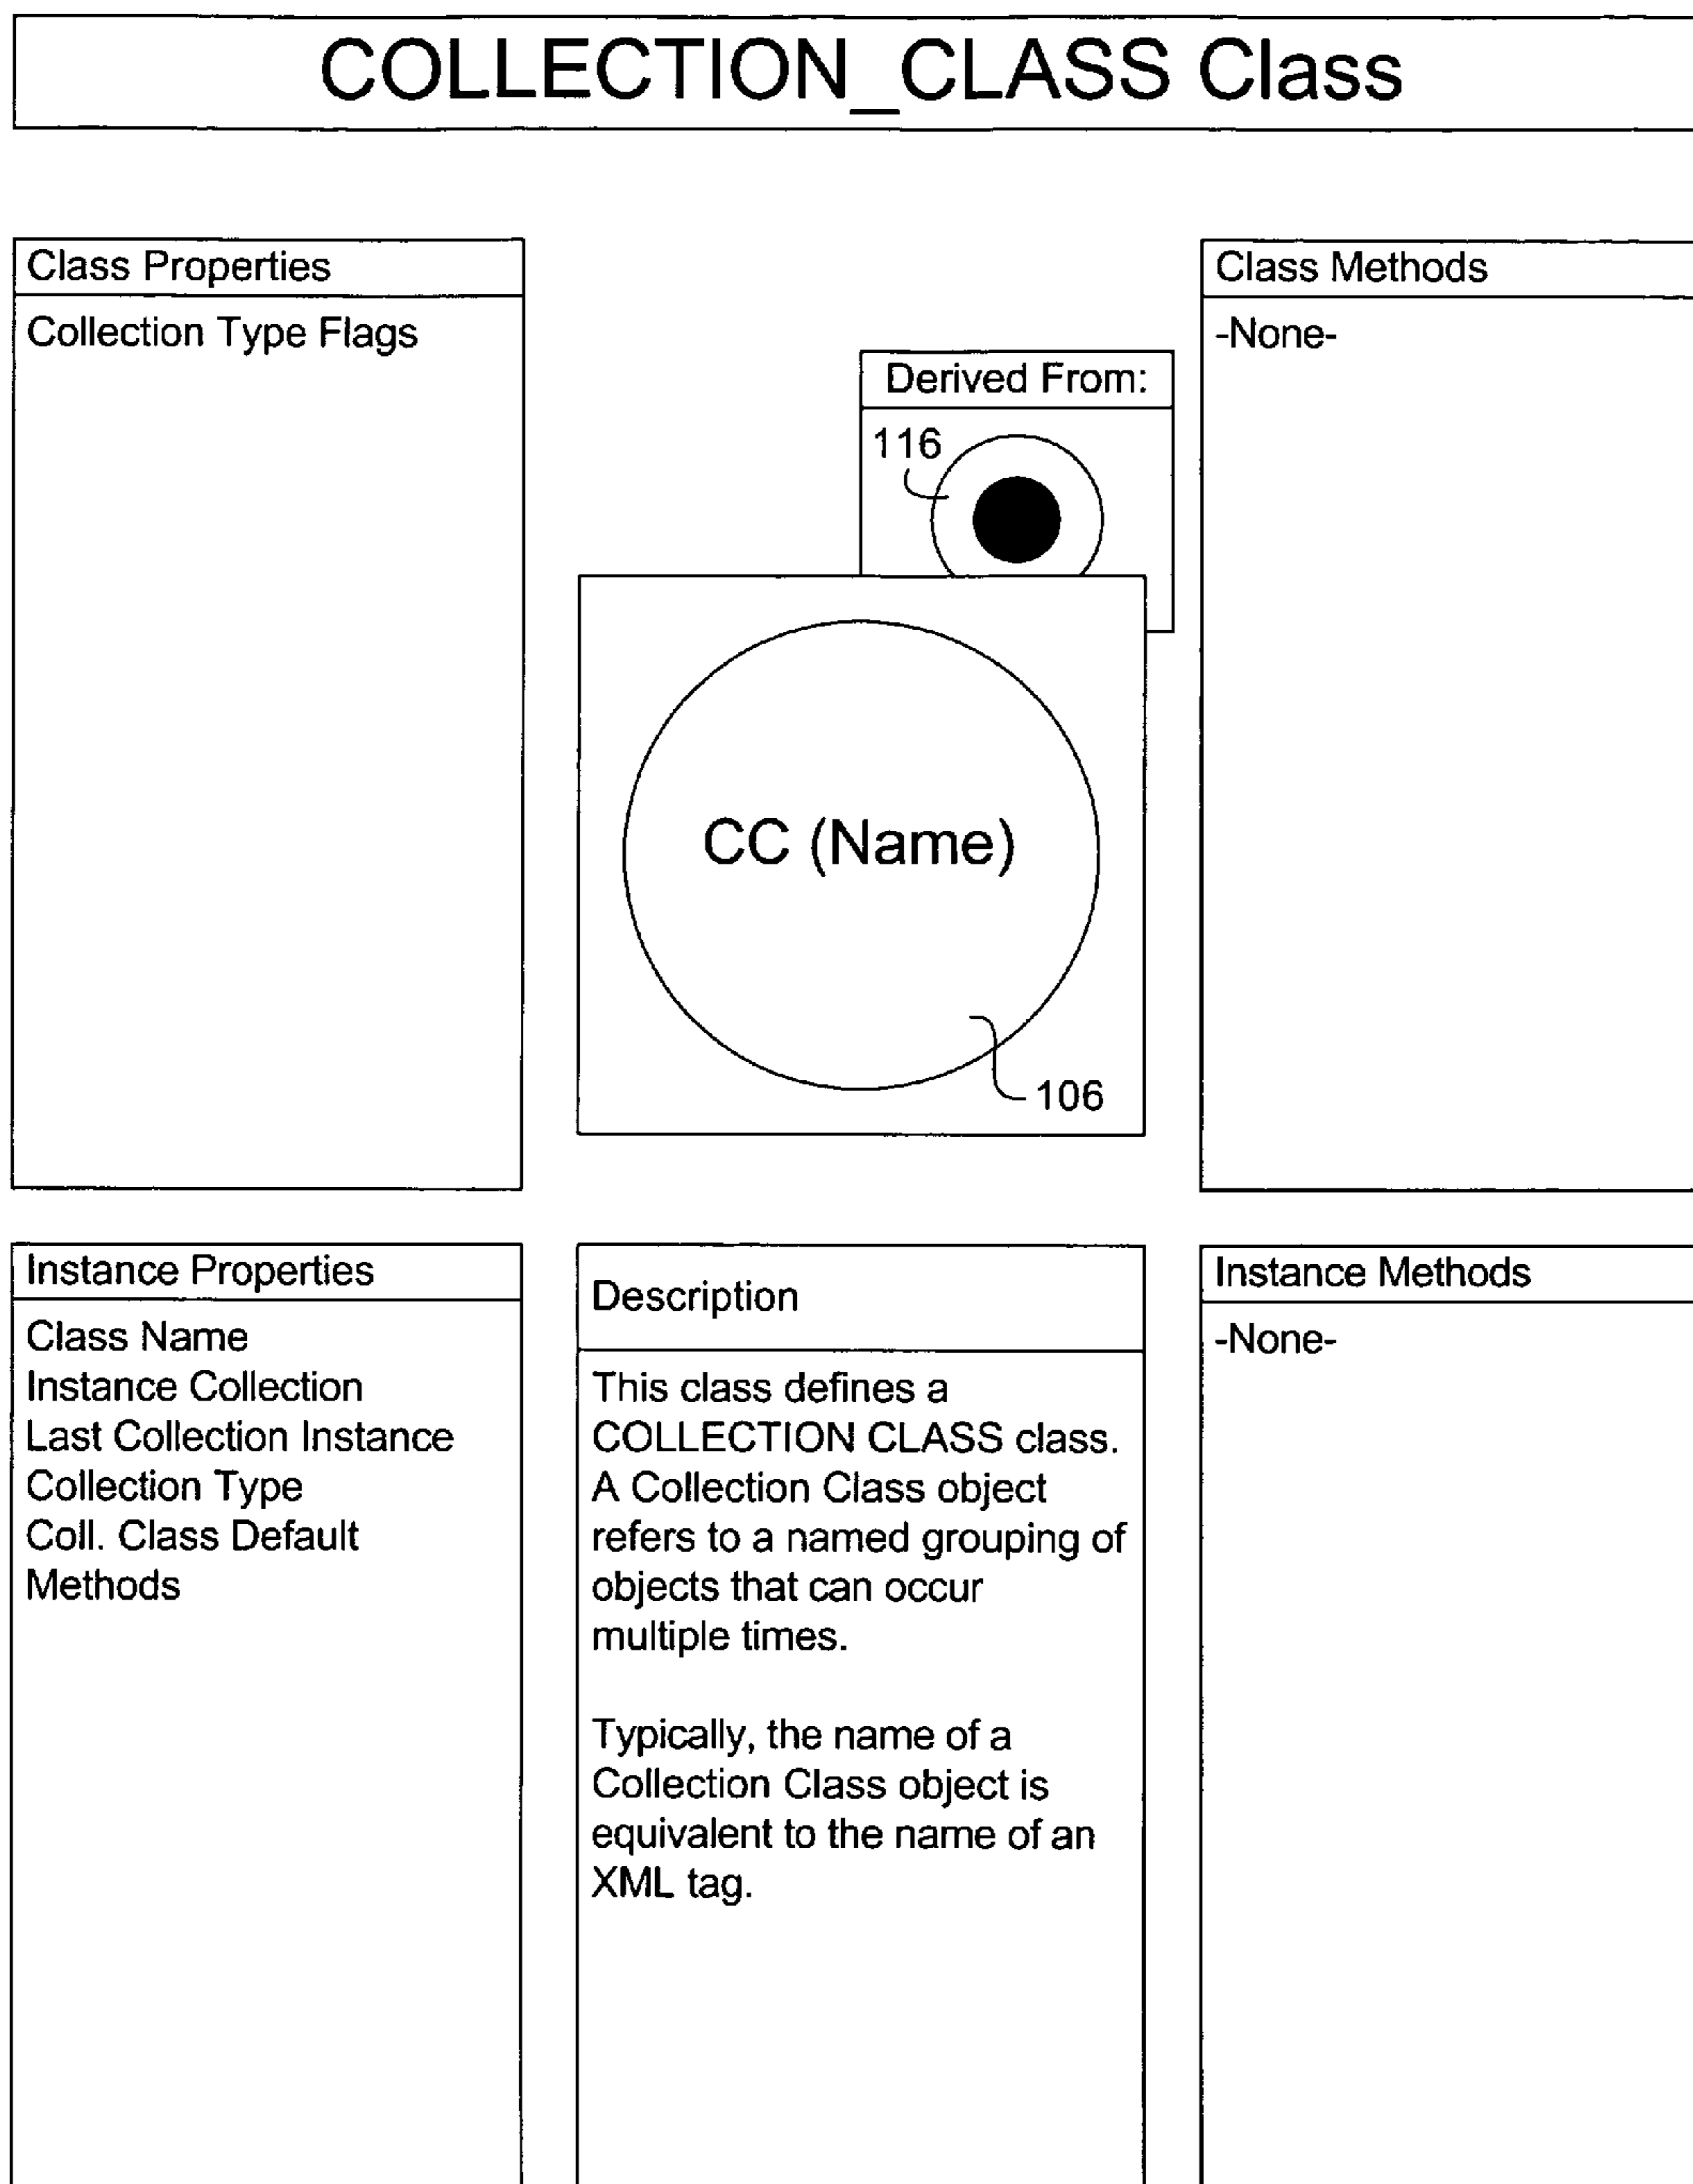 COLLECTION_CLASS Class
Class Properties
Collection Type Flags
Derived From:
116
CC (Name)
106
Class Methods
-None-
Instance Properties
Class Name
Instance Collection
Last Collection Instance
Collection Type
Coll. Class Default
Methods
Description
This class defines a
COLLECTION CLASS class.
A Collection Class object
refers to a named grouping of
objects that can occur
multiple times.
Typically, the name of a
Collection Class object is
equivalent to the name of an
XML tag.
Instance Methods
-None-